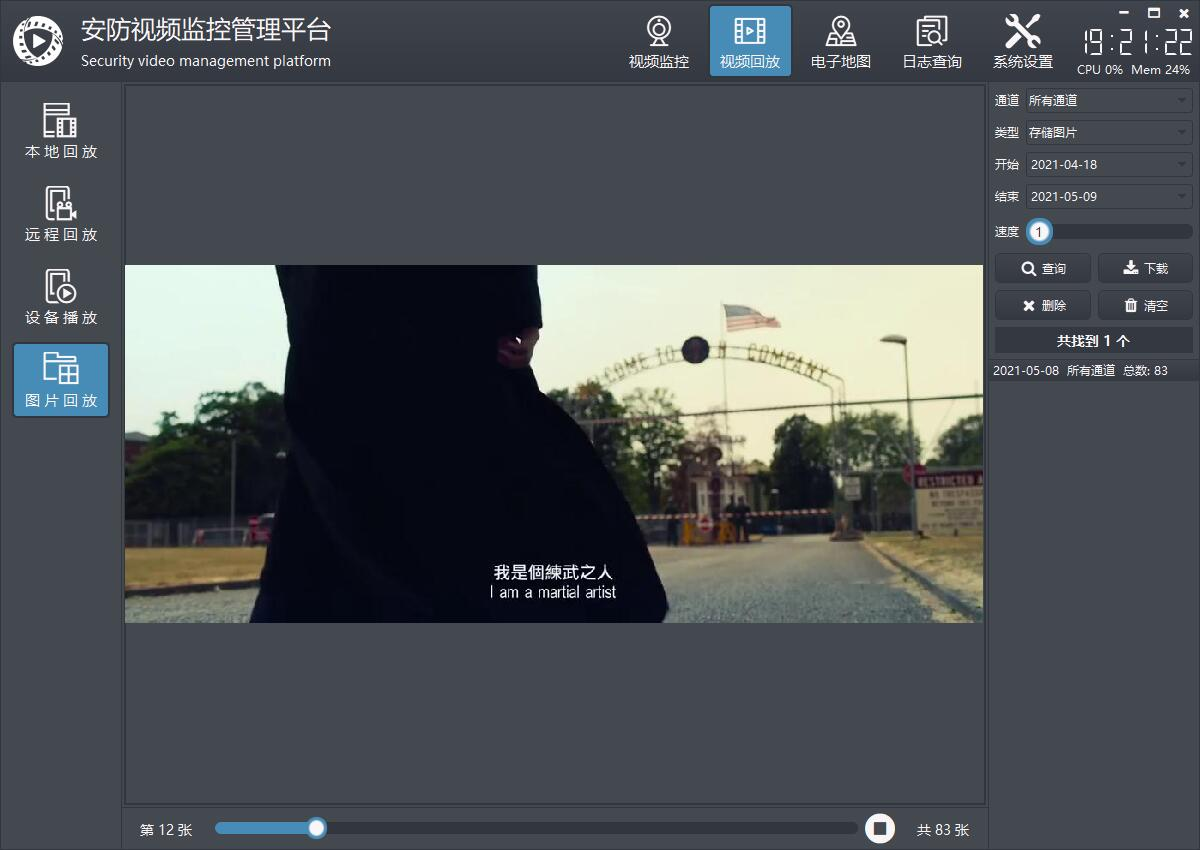 安防视频监控管理平台
Security video management platform
视频监控
视频回放
电子地图
日志查询
系统设置
19:21:22
CPU 0% Mem 24%
本地回放
远程回放
设备播放
图片回放
通道 所有通道
类型 存储图片
开始 2021-04-18
结束 2021-05-09
速度 1
查询
下载
删除
清空
共找到 1 个
2021-05-08 所有通道 总数: 83
COME TO
COMPANY
RESTRICTED
NO TRESPASS
我是個練武之人
I am a martial artist
第 12 张
共 83 张